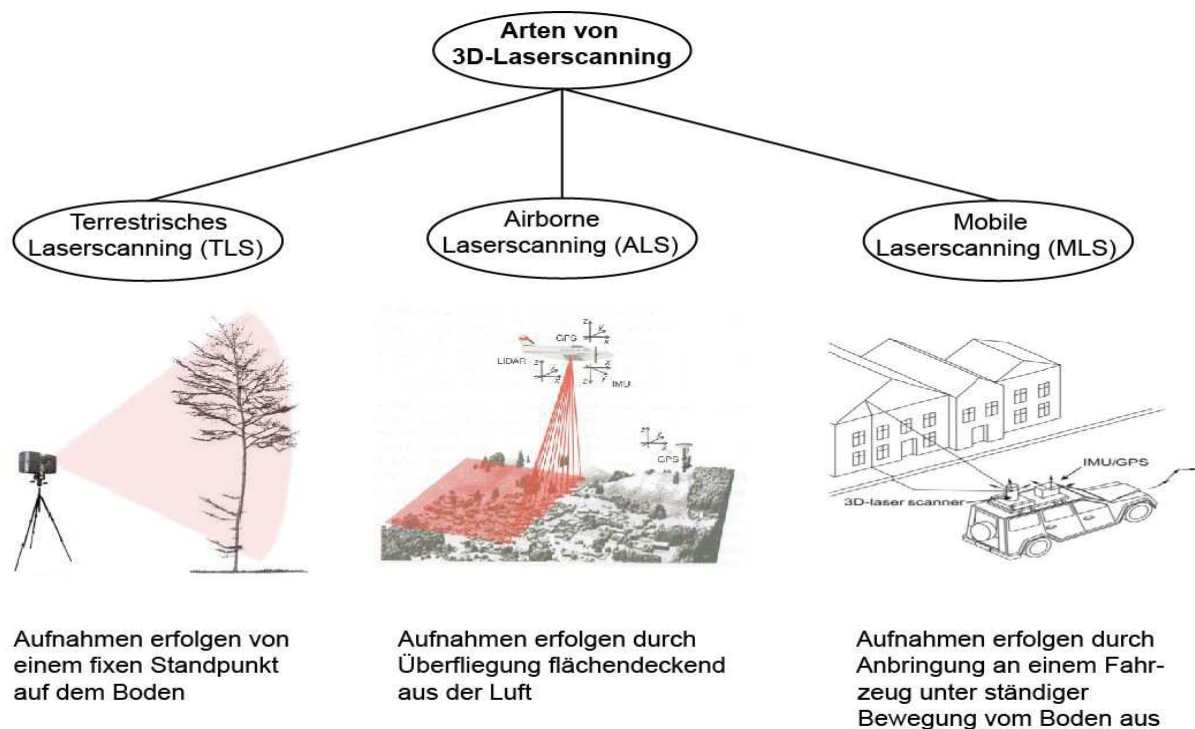 Arten von
3D-Laserscanning
Terrestrisches
Laserscanning (TLS)
Airborne
Laserscanning (ALS)
Mobile
Laserscanning (MLS)
GPS
LIDAR
IMU
GPS
IMU/GPS
3D-laser scanner
Aufnahmen erfolgen von
einem fixen Standpunkt
auf dem Boden
Aufnahmen erfolgen durch
Überfliegung flächendeckend
aus der Luft
Aufnahmen erfolgen durch
Anbringung an einem Fahr-
zeug unter ständiger
Bewegung vom Boden aus